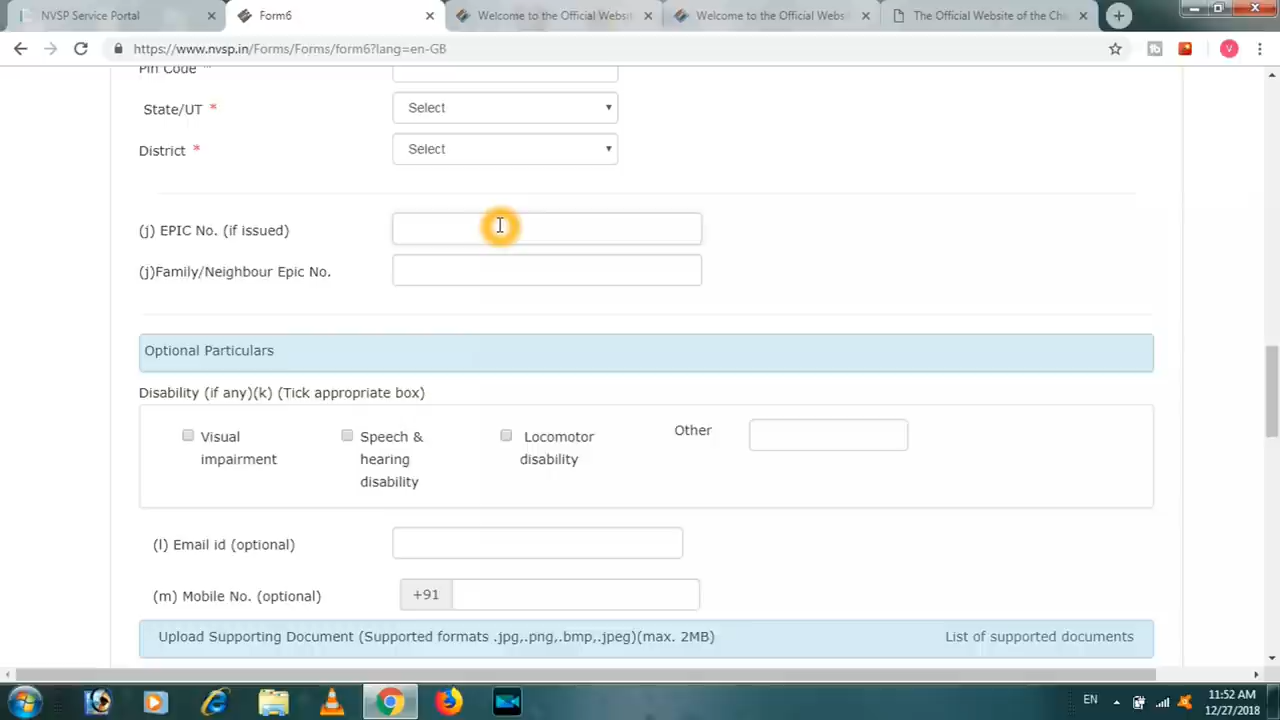 NVSP Service Portal
Form6
Welcome to the Official Websit
Welcome to the Official Websi
The Official Website of the Chi
https://www.nvsp.in/Forms/Forms/form6?lang=en-GB
V
Pin Code *
State/UT * Select
District * Select
(j) EPIC No. (if issued)
(j)Family/Neighbour Epic No.
Optional Particulars
Disability (if any)(k) (Tick appropriate box)
Visual impairment
Speech & hearing disability
Locomotor disability
Other
(l) Email id (optional)
(m) Mobile No. (optional) +91
Upload Supporting Document (Supported formats .jpg,.png,.bmp,.jpeg)(max. 2MB) List of supported documents
EN
11:52 AM
12/27/2018